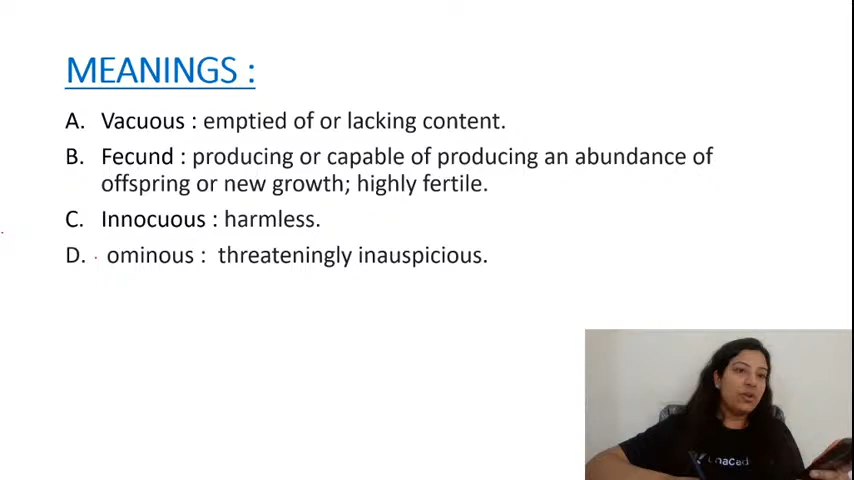 MEANINGS :
A. Vacuous : emptied of or lacking content.
B. Fecund : producing or capable of producing an abundance of
offspring or new growth; highly fertile.
C. Innocuous : harmless.
D. ominous : threateningly inauspicious.